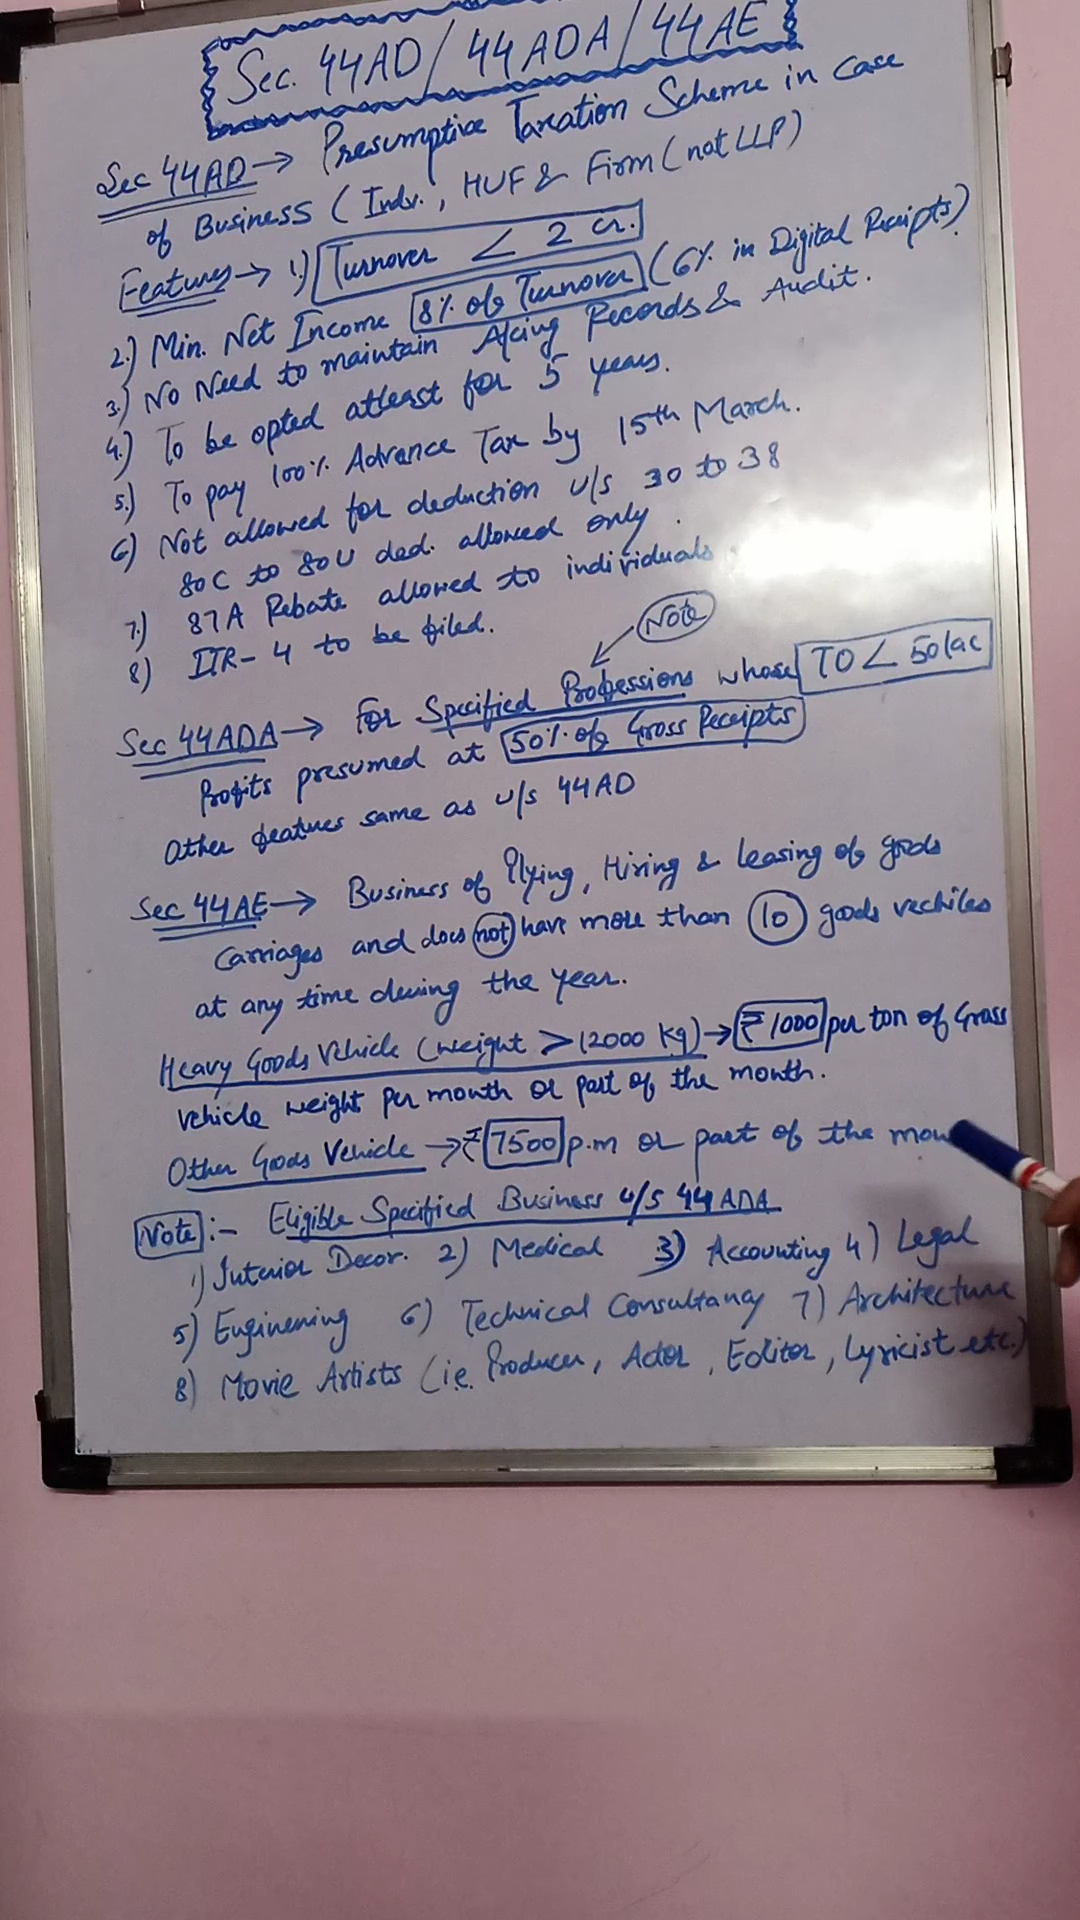 Sec. 44AD/44ADA/44AE
Sec 44AD → Presumptive Taxation Scheme in case
of Business (Indv., HUF & Firm (not LLP)
Features → 1.) Turnover < 2 cr.
2.) Min. Net Income 8% of Turnover (6% in Digital Receipts)
3.) No Need to maintain A/cing Records & Audit.
4.) To be opted atleast for 5 years.
5.) To pay 100% Advance Tax by 15th March.
6) Not allowed for deduction u/s 30 to 38
80C to 80U ded. allowed only.
7.) 87A Rebate allowed to individuals
8) ITR-4 to be filed.
Note
Sec 44ADA → For Specified Professions whose TO < 50 lac
Profits presumed at 50% of Gross Receipts
Other features same as u/s 44AD
Sec 44AE → Business of Plying, Hiring & Leasing of goods
carriages and does not have more than 10 goods vechiles
at any time during the year.
Heavy Goods Vehicle (weight > 12000 kg) → ₹ 1000 per ton of Gross
vehicle weight per month or part of the month.
Other Goods Vehicle → ₹ 7500 p.m or part of the
Note :- Eligible Specified Business u/s 44ADA
1) Interior Decor. 2) Medical 3) Accounting 4) Legal
5) Enginering 6) Technical Consultancy 7) Architecture
8) Movie Artists (i.e. Producer, Actor, Editor, Lyricist etc.)